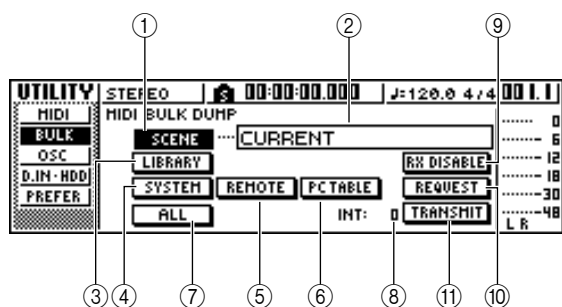 ① ② ⑨
UTILITY STEREO S 00:00:00.000 ♩=120.0 4/4 001.1
MIDI MIDI BULK DUMP 0
BULK SCENE CURRENT 6
OSC LIBRARY RX DISABLE 12
D.IN·HDD SYSTEM REMOTE PC TABLE REQUEST 18
PREFER 30
ALL INT: 0 TRANSMIT 48
L R
③ ④ ⑦ ⑤ ⑥ ⑧ ⑪ ⑩